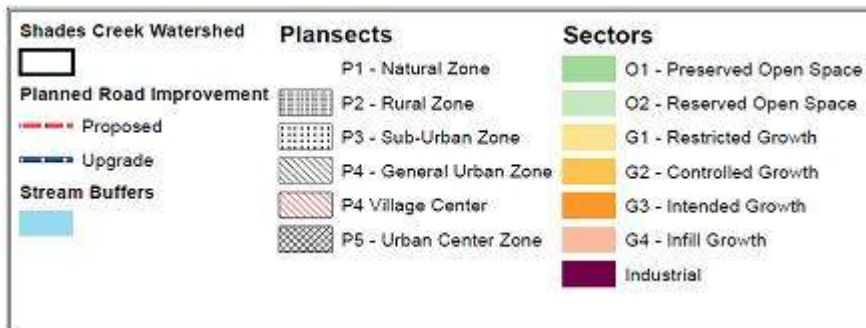 Shades Creek Watershed
Planned Road Improvement
Proposed
Upgrade
Stream Buffers
Plansects
P1 - Natural Zone
P2 - Rural Zone
P3 - Sub-Urban Zone
P4 - General Urban Zone
P4 Village Center
P5 - Urban Center Zone
Sectors
O1 - Preserved Open Space
O2 - Reserved Open Space
G1 - Restricted Growth
G2 - Controlled Growth
G3 - Intended Growth
G4 - Infill Growth
Industrial